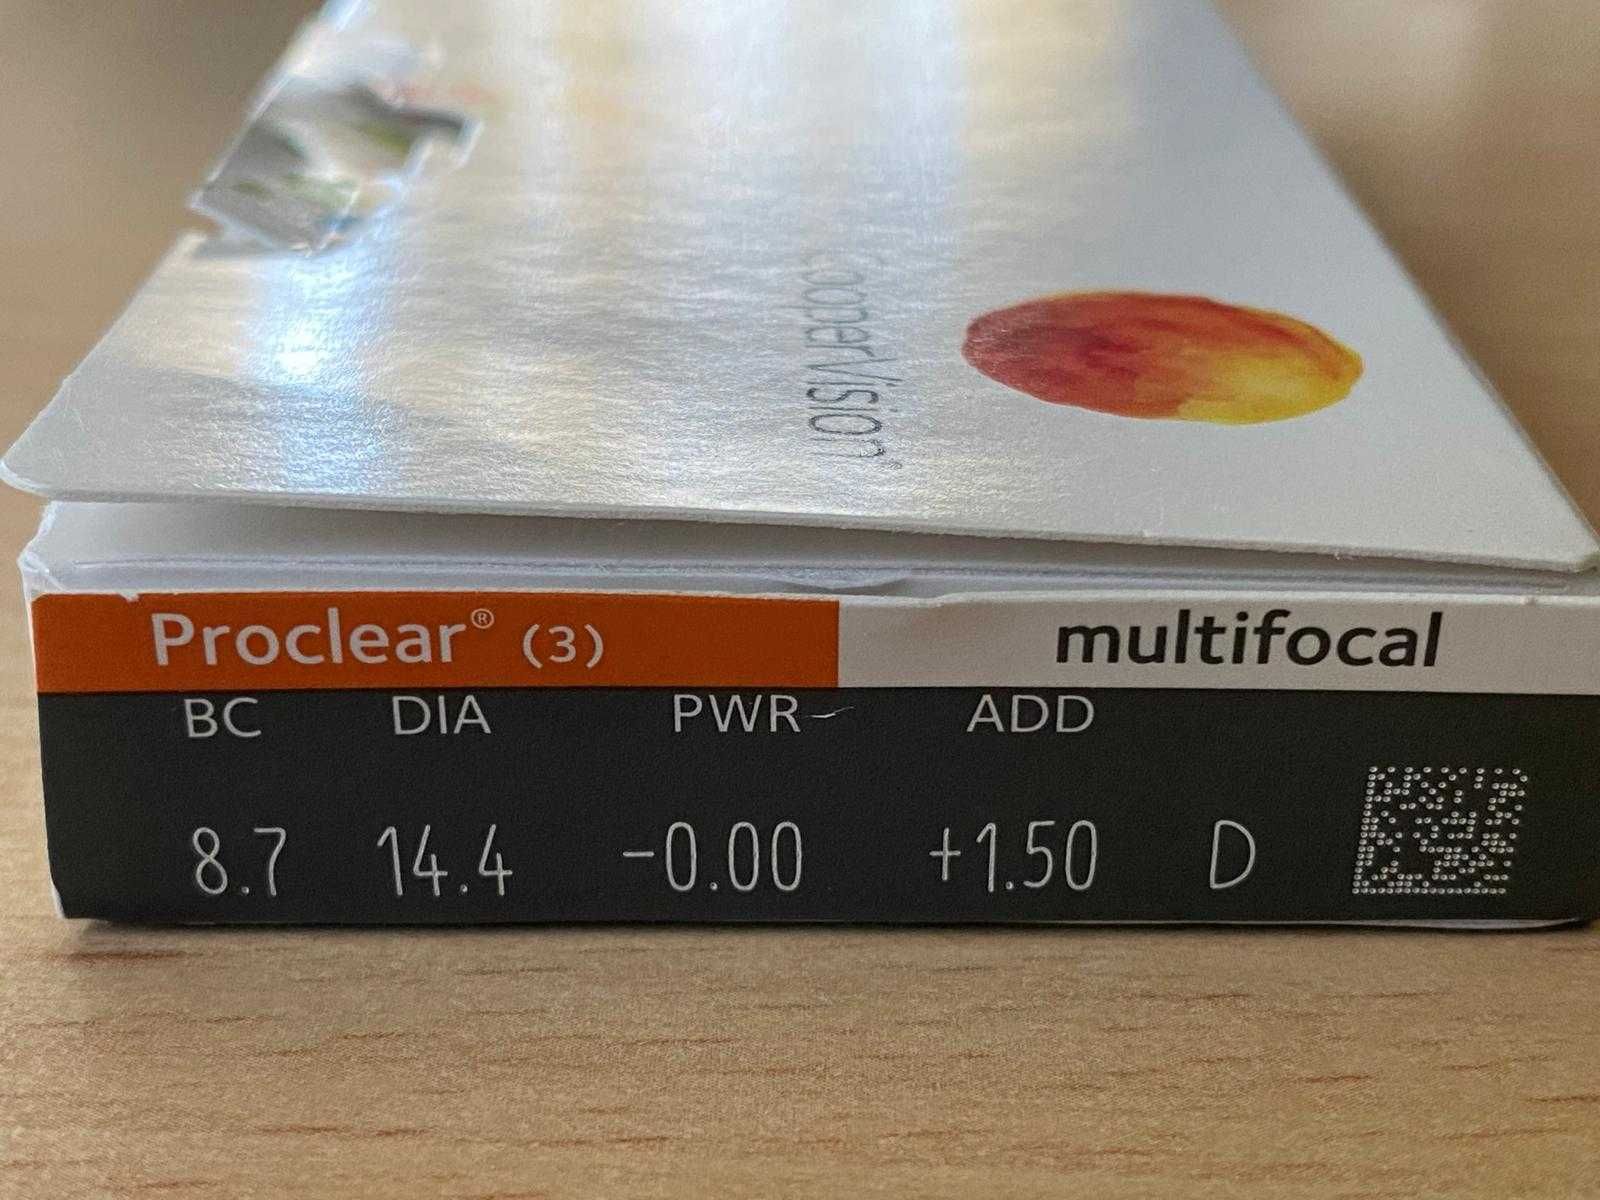 CooperVision®
Proclear® (3) multifocal
BC DIA PWR ADD
8.7 14.4 -0.00 +1.50 D